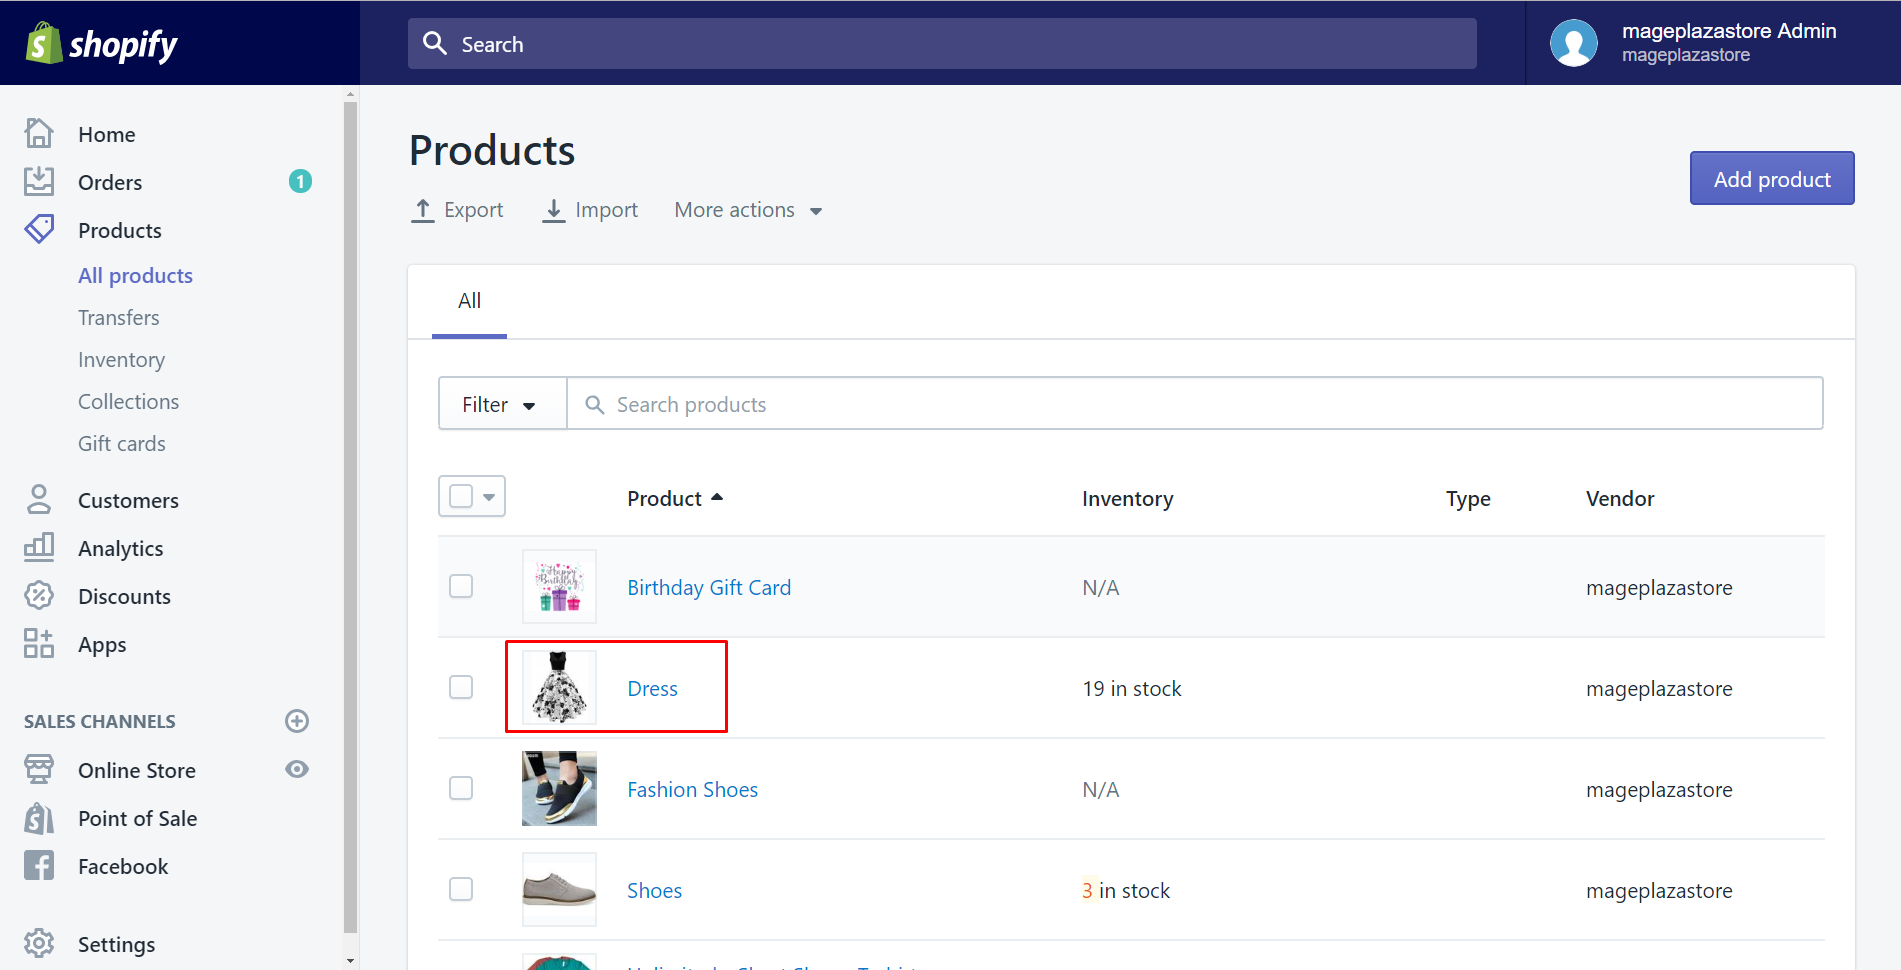 shopify
Search
mageplazastore Admin
mageplazastore
Home
Orders
1
Products
All products
Transfers
Inventory
Collections
Gift cards
Customers
Analytics
Discounts
Apps
SALES CHANNELS
Online Store
Point of Sale
Facebook
Settings
Products
Export Import More actions
Add product
All
Filter
Search products
Product Inventory Type Vendor
Happy
Birthday
Birthday Gift Card N/A mageplazastore
Dress 19 in stock mageplazastore
Fashion Shoes N/A mageplazastore
Shoes 3 in stock mageplazastore